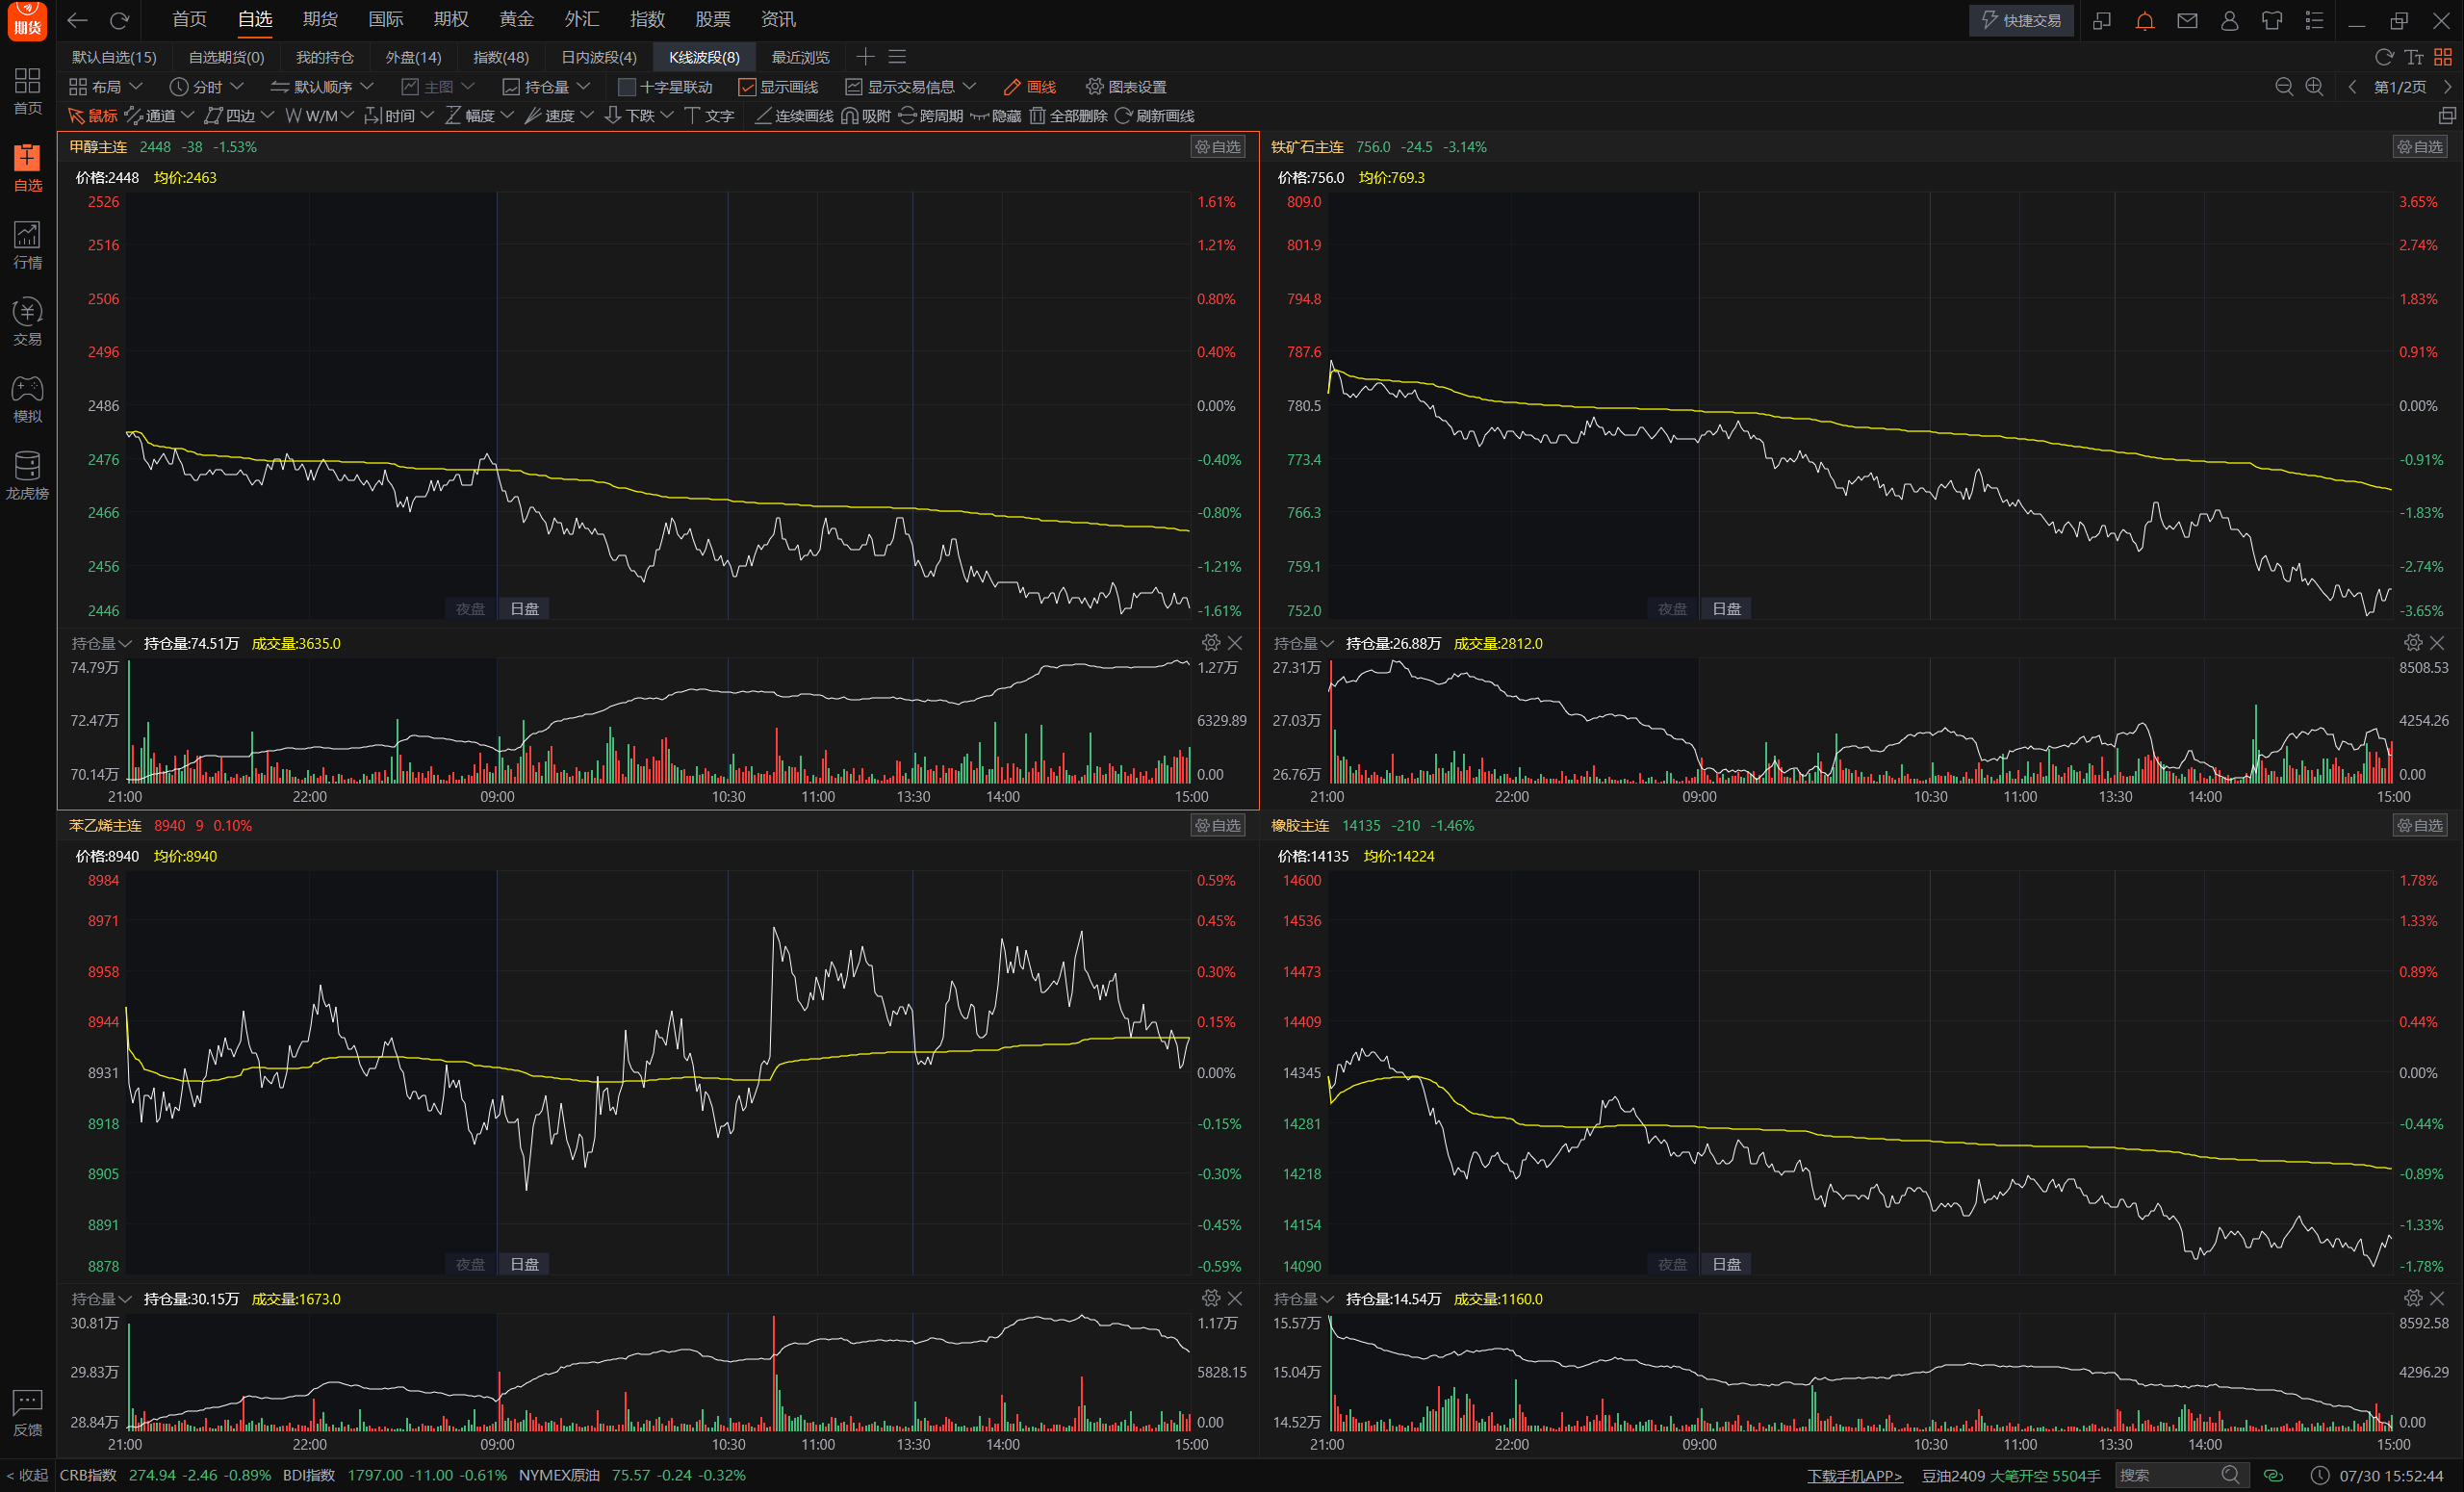 期货
首页 自选 期货 国际 期权 黄金 外汇 指数 股票 资讯
快捷交易
默认自选(15) 自选期货(0) 我的持仓 外盘(14) 指数(48) 日内波段(4) K线波段(8) 最近浏览
布局 分时 默认顺序 主图 持仓量 十字星联动 显示画线 显示交易信息 画线 图表设置
第1/2页
鼠标 通道 四边 W/M 时间 幅度 速度 下跌 文字 连续画线 吸附 跨周期 隐藏 全部删除 刷新画线
首页
自选
行情
交易
模拟
龙虎榜
反馈
甲醇主连 2448 -38 -1.53%
自选
价格:2448 均价:2463
2526 1.61%
2516 1.21%
2506 0.80%
2496 0.40%
2486 0.00%
2476 -0.40%
2466 -0.80%
2456 -1.21%
2446 -1.61%
夜盘 日盘
持仓量 持仓量:74.51万 成交量:3635.0
74.79万 1.27万
72.47万 6329.89
70.14万 0.00
21:00 22:00 09:00 10:30 11:00 13:30 14:00 15:00
铁矿石主连 756.0 -24.5 -3.14%
自选
价格:756.0 均价:769.3
809.0 3.65%
801.9 2.74%
794.8 1.83%
787.6 0.91%
780.5 0.00%
773.4 -0.91%
766.3 -1.83%
759.1 -2.74%
752.0 -3.65%
夜盘 日盘
持仓量 持仓量:26.88万 成交量:2812.0
27.31万 8508.53
27.03万 4254.26
26.76万 0.00
21:00 22:00 09:00 10:30 11:00 13:30 14:00 15:00
苯乙烯主连 8940 9 0.10%
自选
价格:8940 均价:8940
8984 0.59%
8971 0.45%
8958 0.30%
8944 0.15%
8931 0.00%
8918 -0.15%
8905 -0.30%
8891 -0.45%
8878 -0.59%
夜盘 日盘
持仓量 持仓量:30.15万 成交量:1673.0
30.81万 1.17万
29.83万 5828.15
28.84万 0.00
21:00 22:00 09:00 10:30 11:00 13:30 14:00 15:00
橡胶主连 14135 -210 -1.46%
自选
价格:14135 均价:14224
14600 1.78%
14536 1.33%
14473 0.89%
14409 0.44%
14345 0.00%
14281 -0.44%
14218 -0.89%
14154 -1.33%
14090 -1.78%
夜盘 日盘
持仓量 持仓量:14.54万 成交量:1160.0
15.57万 8592.58
15.04万 4296.29
14.52万 0.00
21:00 22:00 09:00 10:30 11:00 13:30 14:00 15:00
< 收起 CRB指数 274.94 -2.46 -0.89% BDI指数 1797.00 -11.00 -0.61% NYMEX原油 75.57 -0.24 -0.32%
下载手机APP> 豆油2409 大笔开空 5504手 搜索 07/30 15:52:44